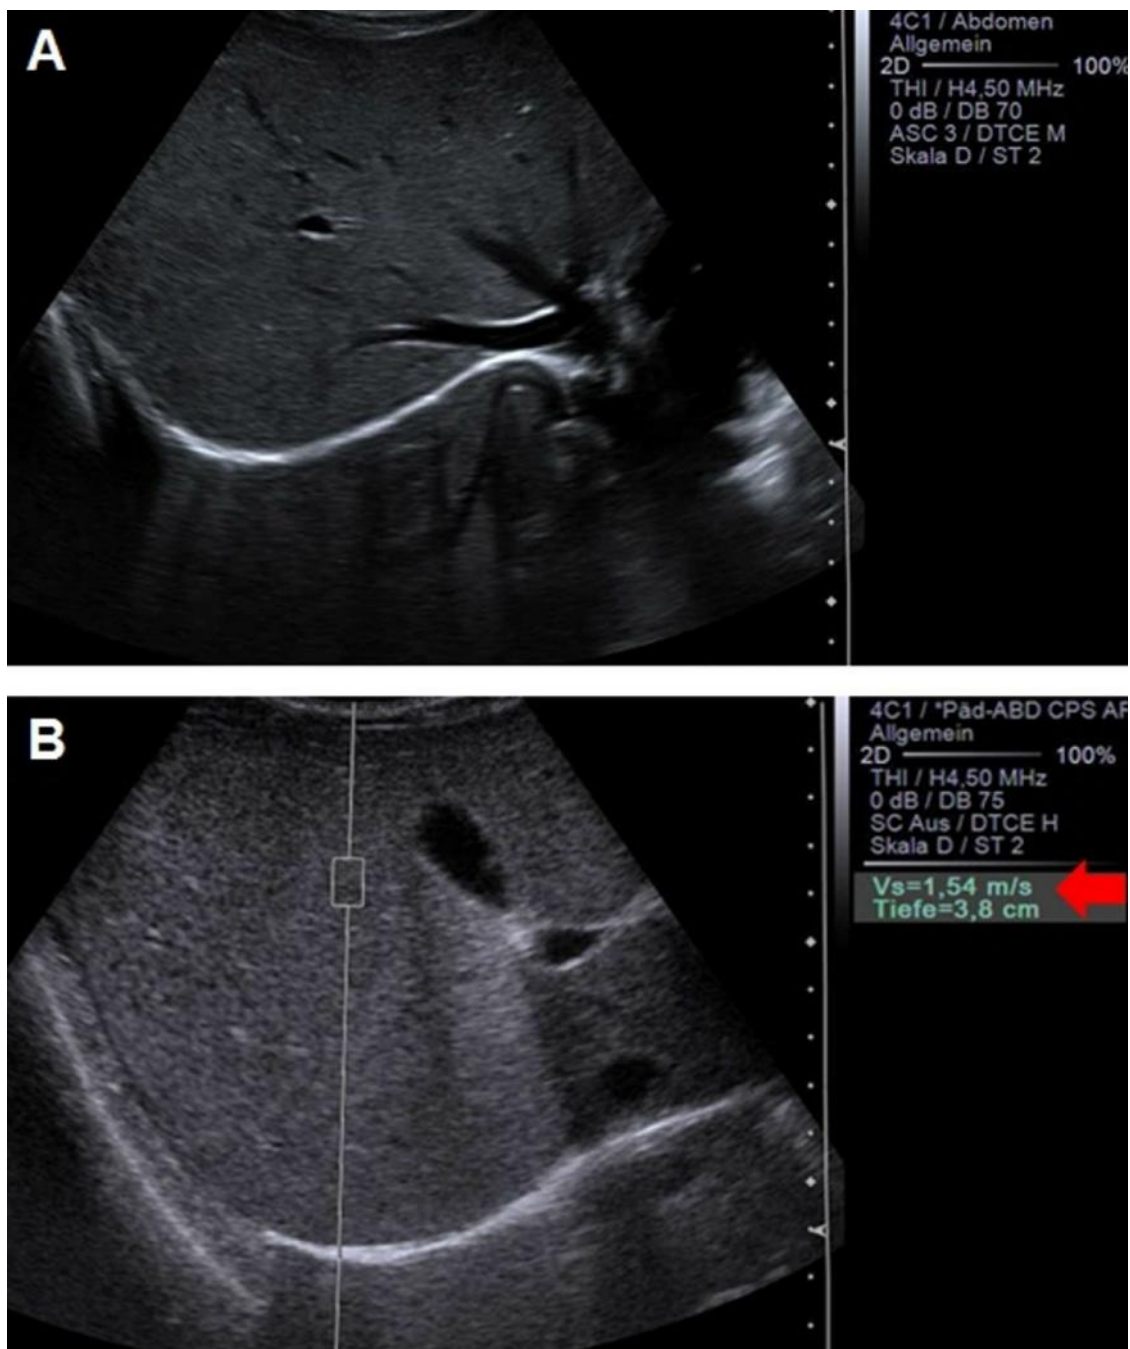 A
4C1 / Abdomen
Allgemein
2D 100%
THI / H4,50 MHz
0 dB / DB 70
ASC 3 / DTCE M
Skala D / ST 2
B
4C1 / *Päd-ABD CPS AF
Allgemein
2D 100%
THI / H4,50 MHz
0 dB / DB 75
SC Aus / DTCE H
Skala D / ST 2
Vs=1,54 m/s
Tiefe=3,8 cm